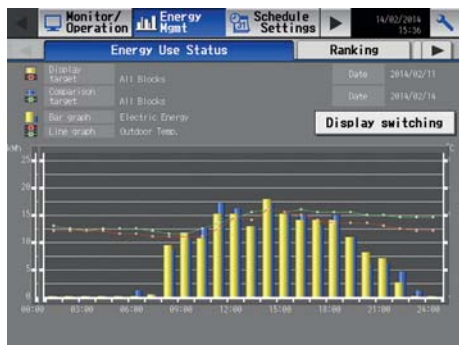 Monitor/ Operation
Energy Mgmt
Schedule Settings
14/02/2014
15:36
Energy Use Status
Ranking
Display target
All Blocks
Date
2014/02/11
Comparison target
All Blocks
Date
2014/02/14
Bar graph
Electric Energy
Line graph
Outdoor Temp.
Display switching
kWh
℃
25
20
15
10
5
0
00:00
03:00
06:00
09:00
12:00
15:00
18:00
21:00
24:00